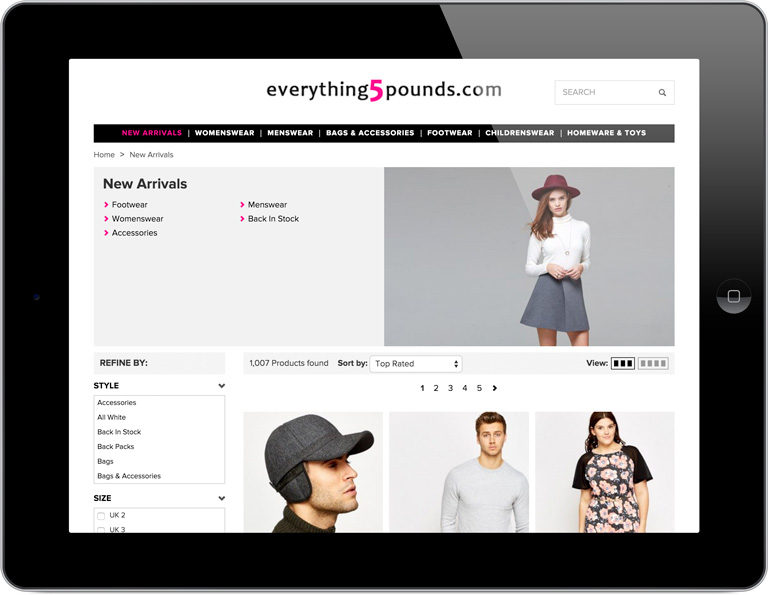 everything5pounds.com
SEARCH
NEW ARRIVALS | WOMENSWEAR | MENSWEAR | BAGS & ACCESSORIES | FOOTWEAR | CHILDRENSWEAR | HOMEWARE & TOYS
Home > New Arrivals
New Arrivals
Footwear
Womenswear
Accessories
Menswear
Back In Stock
REFINE BY:
STYLE
Accessories
All White
Back In Stock
Back Packs
Bags
Bags & Accessories
SIZE
UK 2
UK 3
1,007 Products found Sort by: Top Rated View:
1 2 3 4 5 >